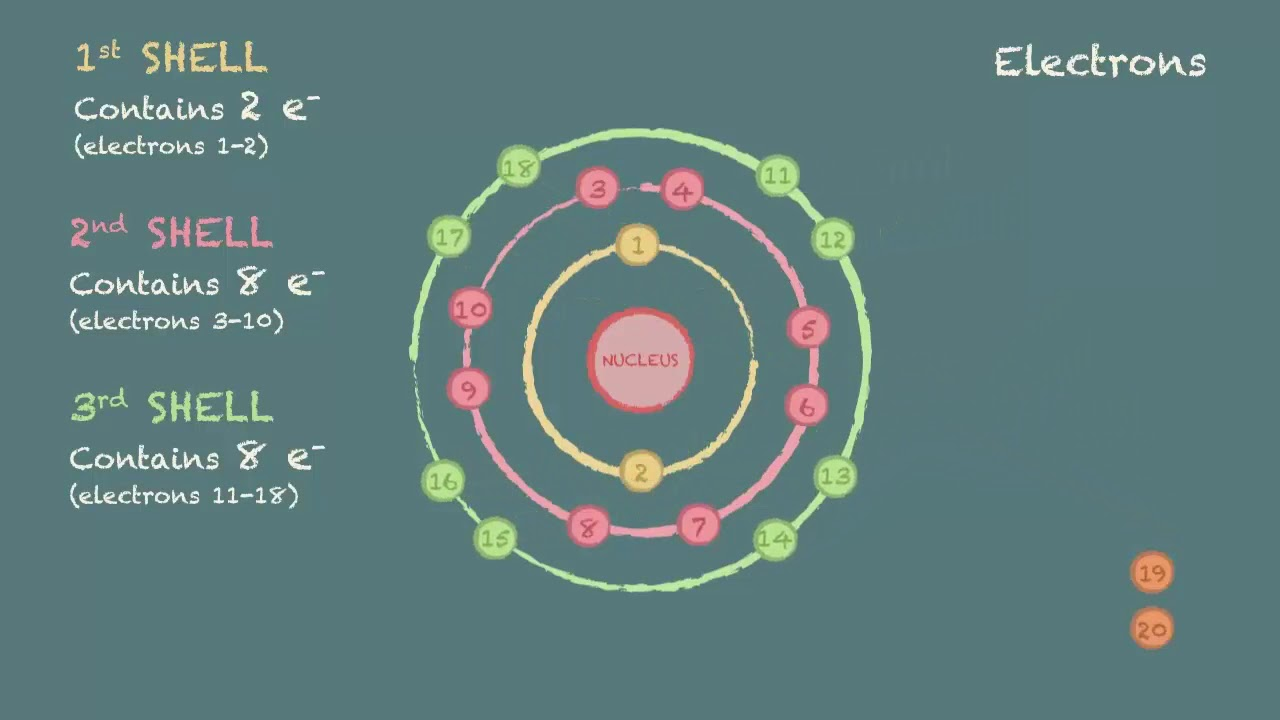 1st SHELL
Contains 2 e⁻
(electrons 1-2)
2nd SHELL
Contains 8 e⁻
(electrons 3-10)
3rd SHELL
Contains 8 e⁻
(electrons 11-18)
Electrons
18
3
4
11
17
1
12
10
5
NUCLEUS
9
6
16
2
13
15
8
7
14
19
20